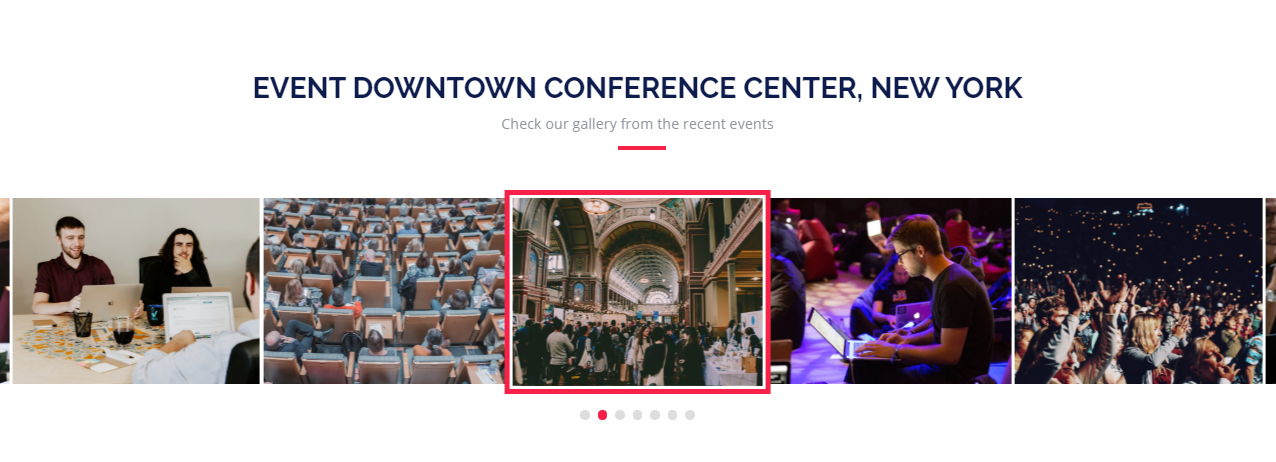 EVENT DOWNTOWN CONFERENCE CENTER, NEW YORK
Check our gallery from the recent events